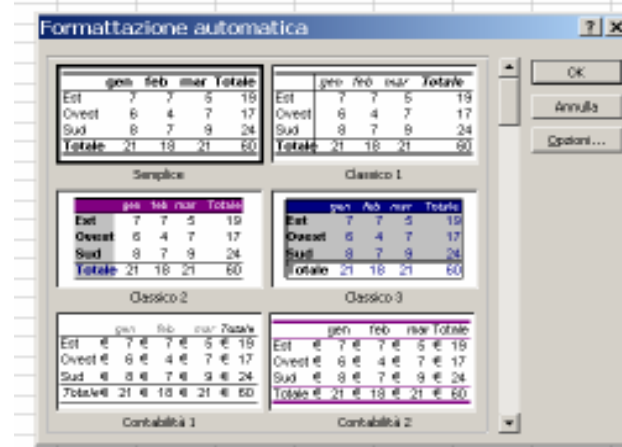 Formattazione automatica
OK
Annulla
Opzioni...
gen feb mar Totale
Est 7 7 5 19
Ovest 6 4 7 17
Sud 8 7 9 24
Totale 21 18 21 60
Semplice
gen feb mar Totale
Est 7 7 5 19
Ovest 6 4 7 17
Sud 8 7 9 24
Totale 21 18 21 60
Classico 1
gen feb mar Totale
Est 7 7 5 19
Ovest 6 4 7 17
Sud 8 7 9 24
Totale 21 18 21 60
Classico 2
gen feb mar Totale
Est 7 7 5 19
Ovest 6 4 7 17
Sud 8 7 9 24
Totale 21 18 21 60
Classico 3
gen feb mar Totale
Est € 7 € 7 € 5 € 19
Ovest € 6 € 4 € 7 € 17
Sud € 8 € 7 € 9 € 24
Totale € 21 € 18 € 21 € 60
Contabilità 1
gen feb mar Totale
Est € 7 € 7 € 5 € 19
Ovest € 6 € 4 € 7 € 17
Sud € 8 € 7 € 9 € 24
Totale € 21 € 18 € 21 € 60
Contabilità 2